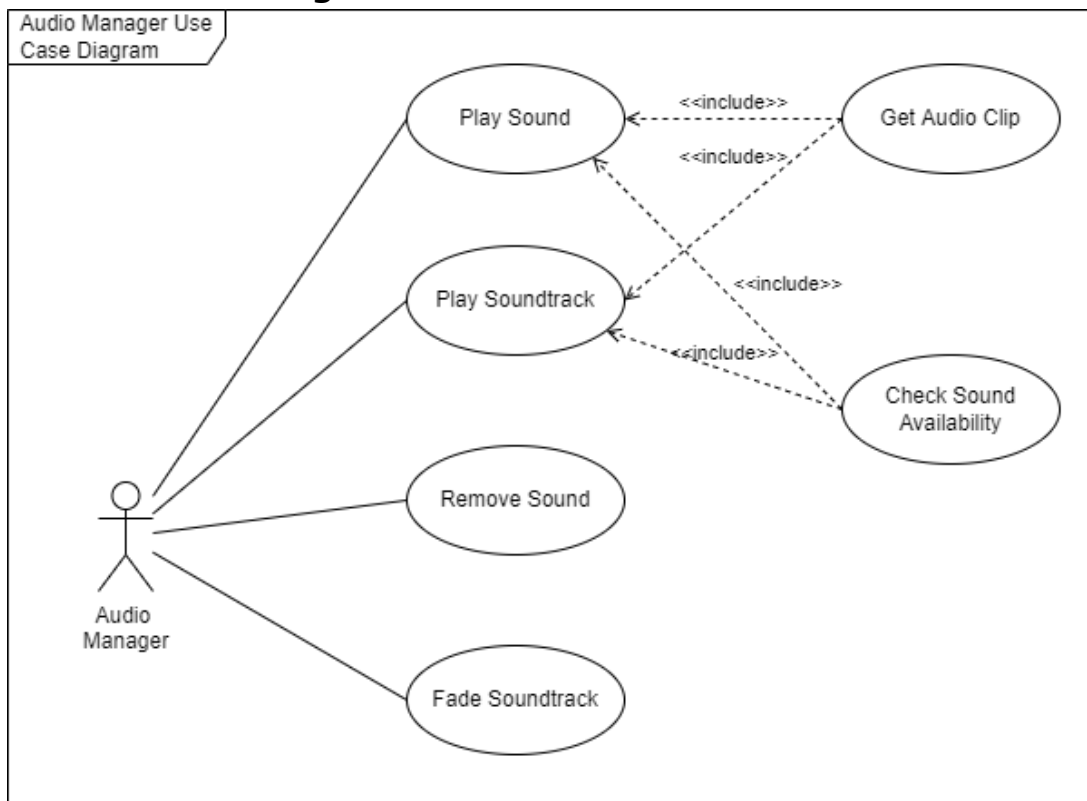 Audio Manager Use
Case Diagram
Play Sound
<<include>>
Get Audio Clip
<<include>>
Play Soundtrack
<<include>>
<<include>>
Check Sound
Availability
Remove Sound
Audio
Manager
Fade Soundtrack